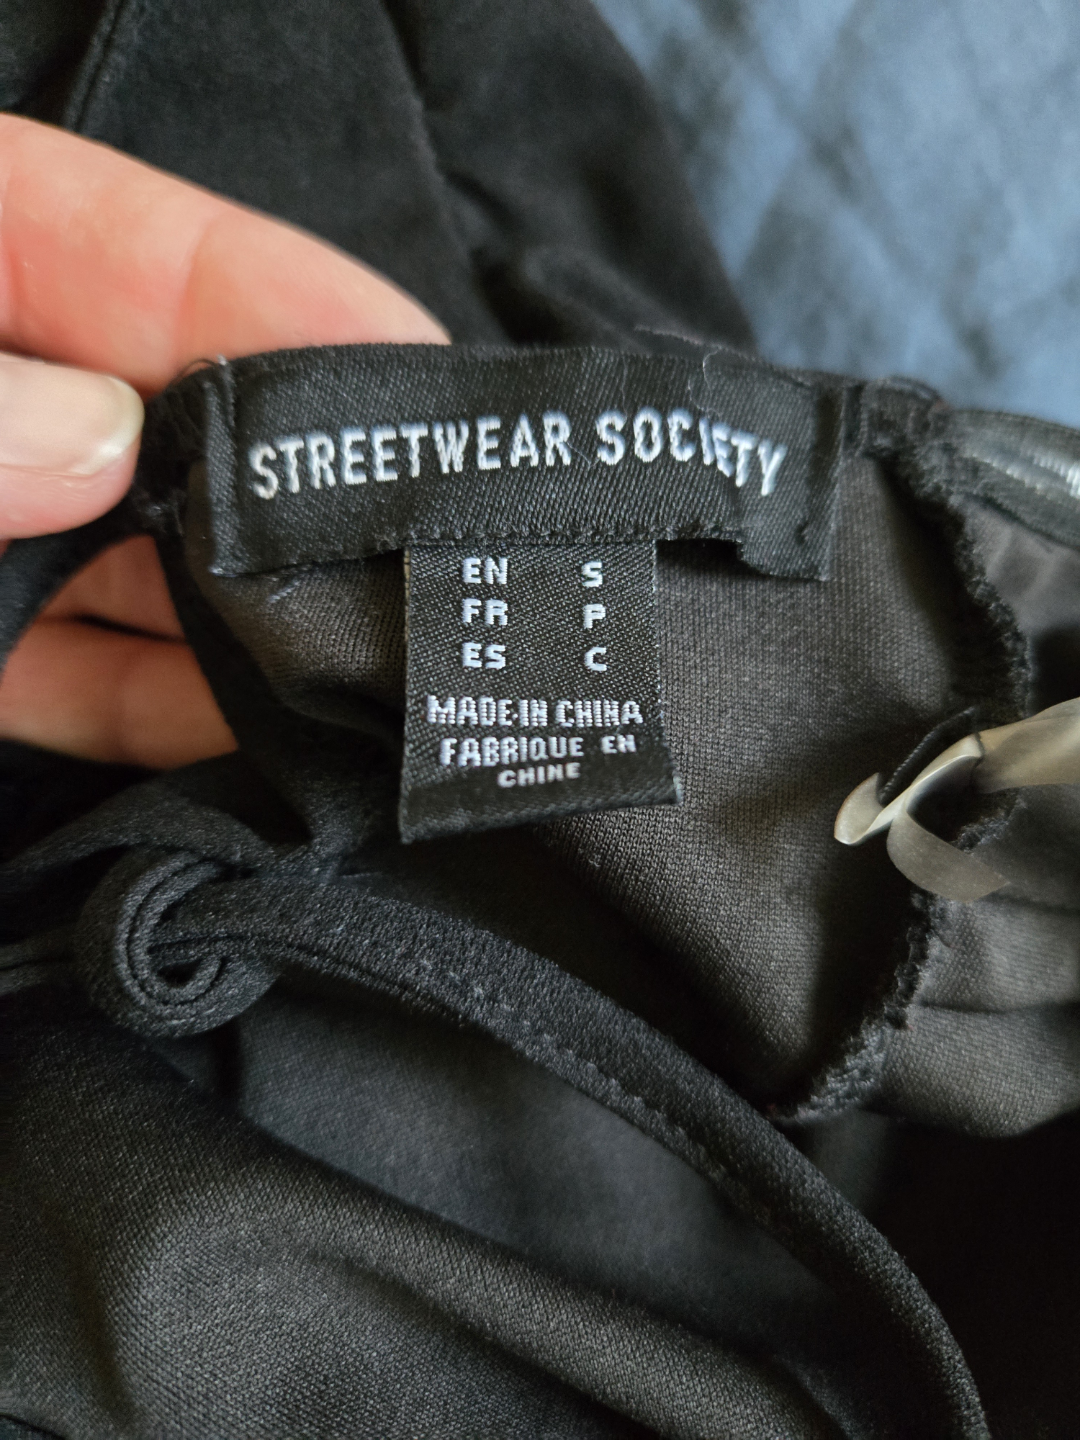 STREETWEAR SOCIETY
EN S
FR P
ES C
MADE IN CHINA
FABRIQUE EN
CHINE